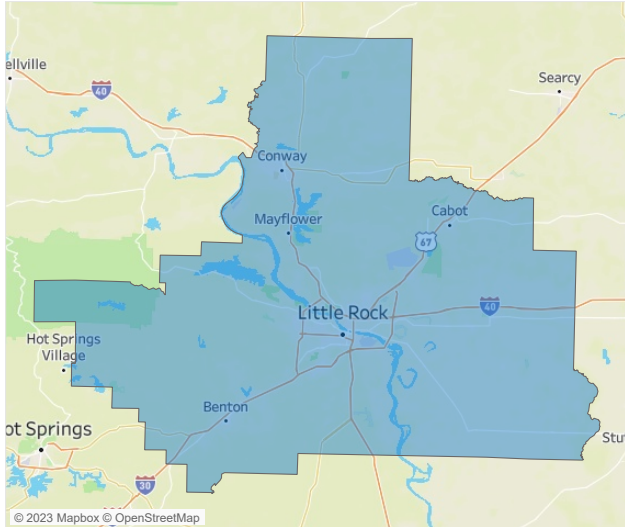 ellville
40
Searcy
Conway
Mayflower
Cabot
67
40
Little Rock
Hot Springs
Village
Benton
ot Springs
Stu
30
© 2023 Mapbox © OpenStreetMap